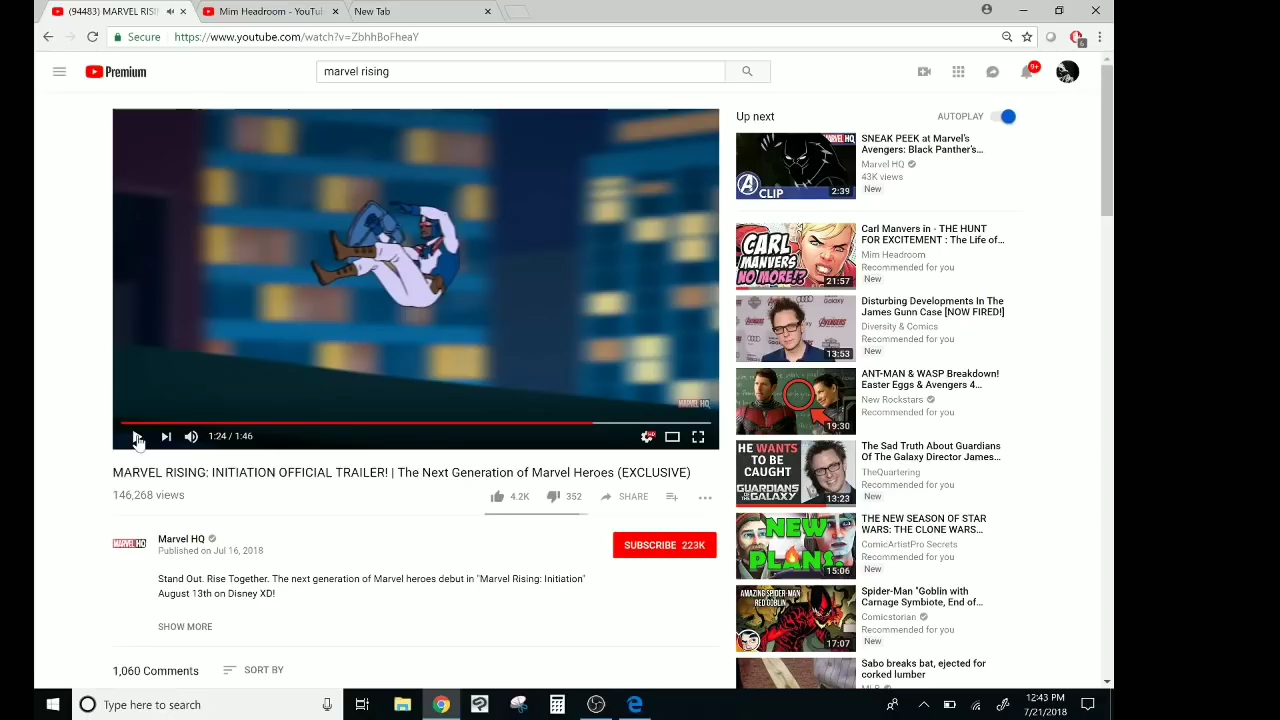 (94483) MARVEL RISI
Mim Headroom - YouTu
New Tab
Secure
https://www.youtube.com/watch?v=ZbhhBoFheaY
6
Premium
marvel rising
9+
Up next
AUTOPLAY
MARVEL HQ
CLIP
2:39
SNEAK PEEK at Marvel's
Avengers: Black Panther's...
Marvel HQ
43K views
New
CARL
MANVERS
NO MORE!?
21:57
Carl Manvers in - THE HUNT
FOR EXCITEMENT : The Life of...
Mim Headroom
Recommended for you
New
13:53
Disturbing Developments In The
James Gunn Case [NOW FIRED!]
Diversity & Comics
Recommended for you
New
19:30
ANT-MAN & WASP Breakdown!
Easter Eggs & Avengers 4...
New Rockstars
Recommended for you
MARVEL HQ
1:24 / 1:46
HD
HE WANTS
TO BE
CAUGHT
GUARDIANS
OF THE GALAXY
13:23
The Sad Truth About Guardians
Of The Galaxy Director James...
TheQuartering
Recommended for you
New
MARVEL RISING: INITIATION OFFICIAL TRAILER! | The Next Generation of Marvel Heroes (EXCLUSIVE)
146,268 views
4.2K
352
SHARE
NEW
PLANS.
15:06
THE NEW SEASON OF STAR
WARS: THE CLONE WARS...
ComicArtistPro Secrets
Recommended for you
New
MARVEL HQ
Marvel HQ
Published on Jul 16, 2018
SUBSCRIBE 223K
Stand Out. Rise Together. The next generation of Marvel heroes debut in "Marvel Rising: Initiation"
August 13th on Disney XD!
SHOW MORE
AMAZING SPIDER-MAN
RED GOBLIN
17:07
Spider-Man "Goblin with
Carnage Symbiote, End of...
Comicstorian
Recommended for you
New
1,060 Comments
SORT BY
Sabo breaks bat, ejected for
corked lumber
Type here to search
12:43 PM
7/21/2018